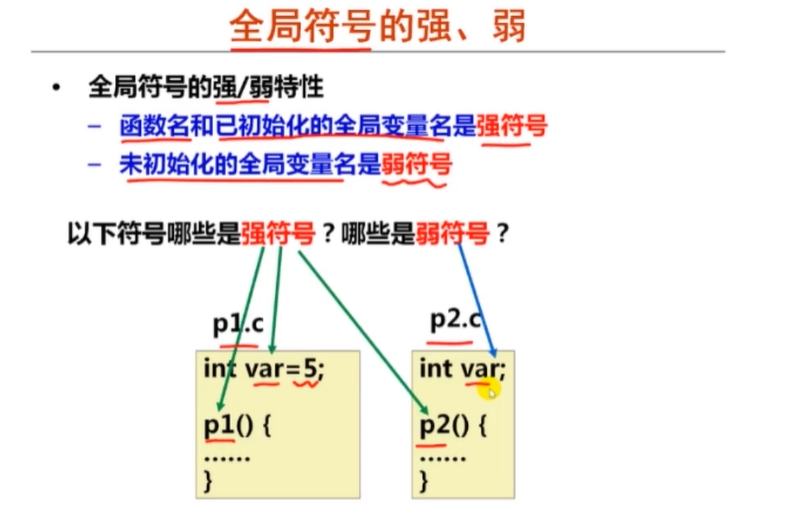 全局符号的强、弱
• 全局符号的强/弱特性
– 函数名和已初始化的全局变量名是强符号
– 未初始化的全局变量名是弱符号
以下符号哪些是强符号？哪些是弱符号？
p1.c
int var=5;
p1() {
……
}
p2.c
int var;
p2() {
……
}